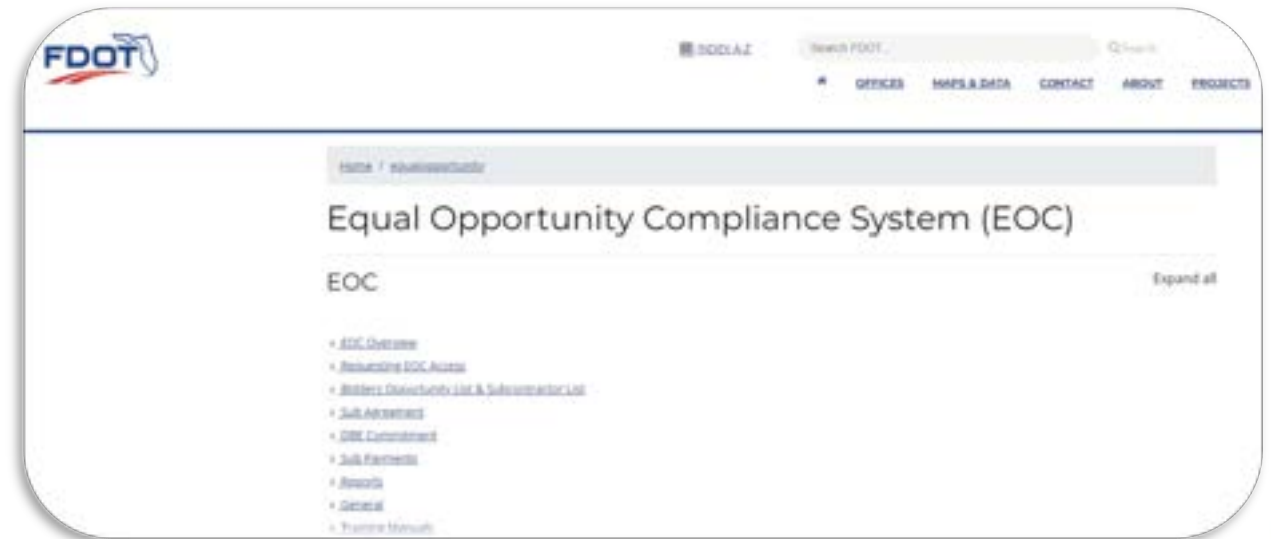 FDOT
INDEX A-Z Search FDOT... Search
OFFICES MAPS & DATA CONTACT ABOUT PROJECTS
Home / equalopportunity
Equal Opportunity Compliance System (EOC)
EOC Expand all
EOC Overview
Requesting EOC Access
Bidders Opportunity List & Subcontractor List
Sub Agreement
DBE Commitment
Sub Payments
Reports
General
Training Manuals